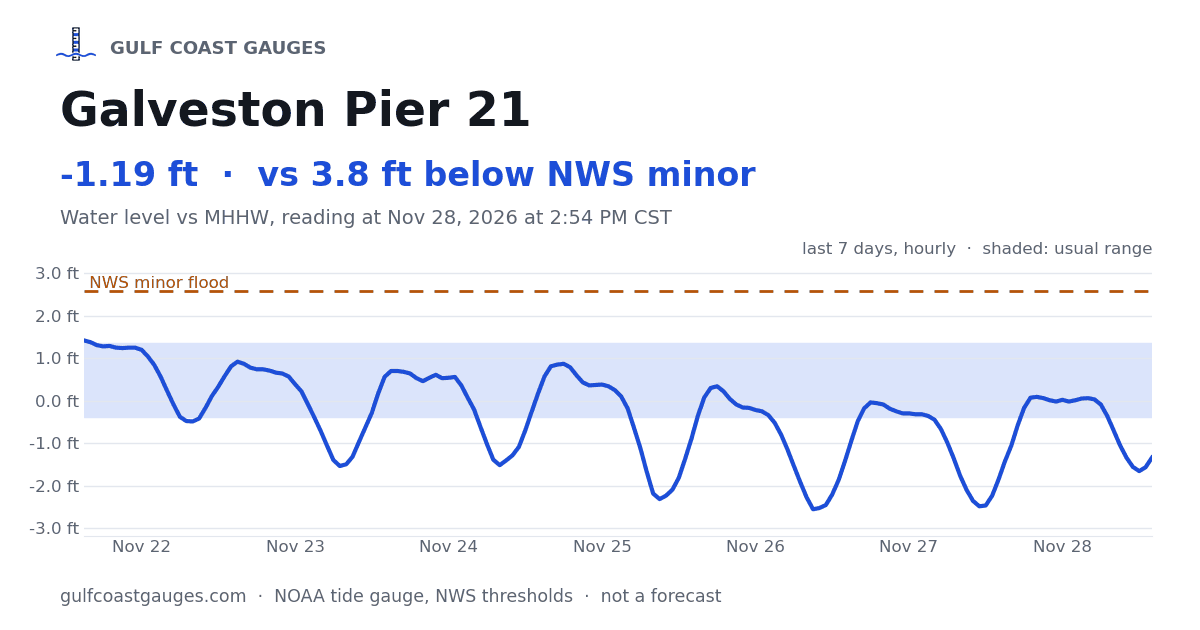 GULF COAST GAUGES
Galveston Pier 21
-1.19 ft · vs 3.8 ft below NWS minor
Water level vs MHHW, reading at Nov 28, 2026 at 2:54 PM CST
last 7 days, hourly · shaded: usual range
3.0 ft
NWS minor flood
2.0 ft
1.0 ft
0.0 ft
-1.0 ft
-2.0 ft
-3.0 ft
Nov 22 Nov 23 Nov 24 Nov 25 Nov 26 Nov 27 Nov 28
gulfcoastgauges.com · NOAA tide gauge, NWS thresholds · not a forecast